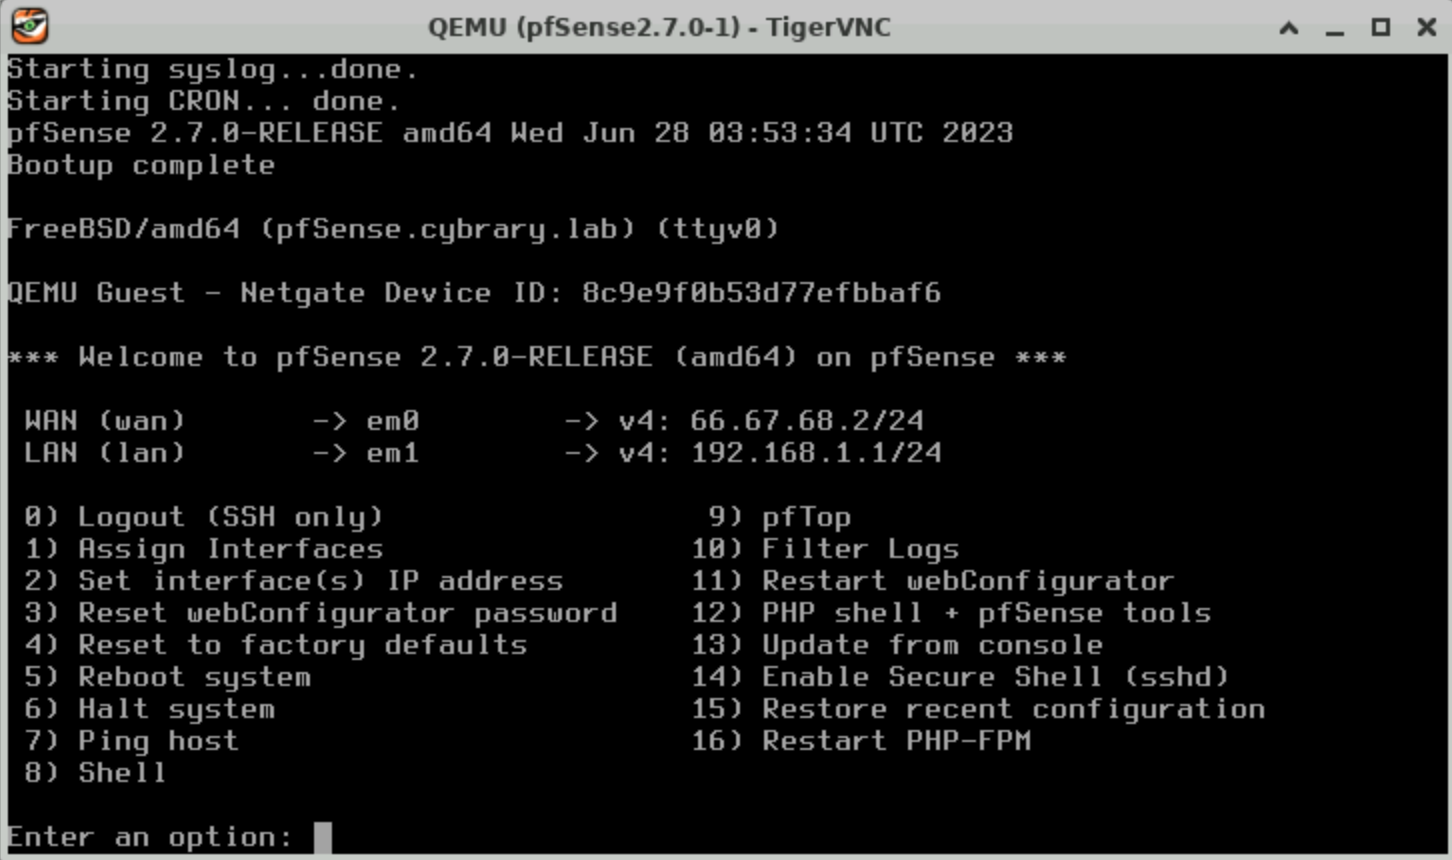 QEMU (pfSense2.7.0-1) - TigerVNC
Starting syslog...done.
Starting CRON... done.
pfSense 2.7.0-RELEASE amd64 Wed Jun 28 03:53:34 UTC 2023
Bootup complete
FreeBSD/amd64 (pfSense.cybrary.lab) (ttyv0)
QEMU Guest - Netgate Device ID: 8c9e9f0b53d77efbbaf6
*** Welcome to pfSense 2.7.0-RELEASE (amd64) on pfSense ***
WAN (wan) -> em0 -> v4: 66.67.68.2/24
LAN (lan) -> em1 -> v4: 192.168.1.1/24
0) Logout (SSH only) 9) pfTop
1) Assign Interfaces 10) Filter Logs
2) Set interface(s) IP address 11) Restart webConfigurator
3) Reset webConfigurator password 12) PHP shell + pfSense tools
4) Reset to factory defaults 13) Update from console
5) Reboot system 14) Enable Secure Shell (sshd)
6) Halt system 15) Restore recent configuration
7) Ping host 16) Restart PHP-FPM
8) Shell
Enter an option: